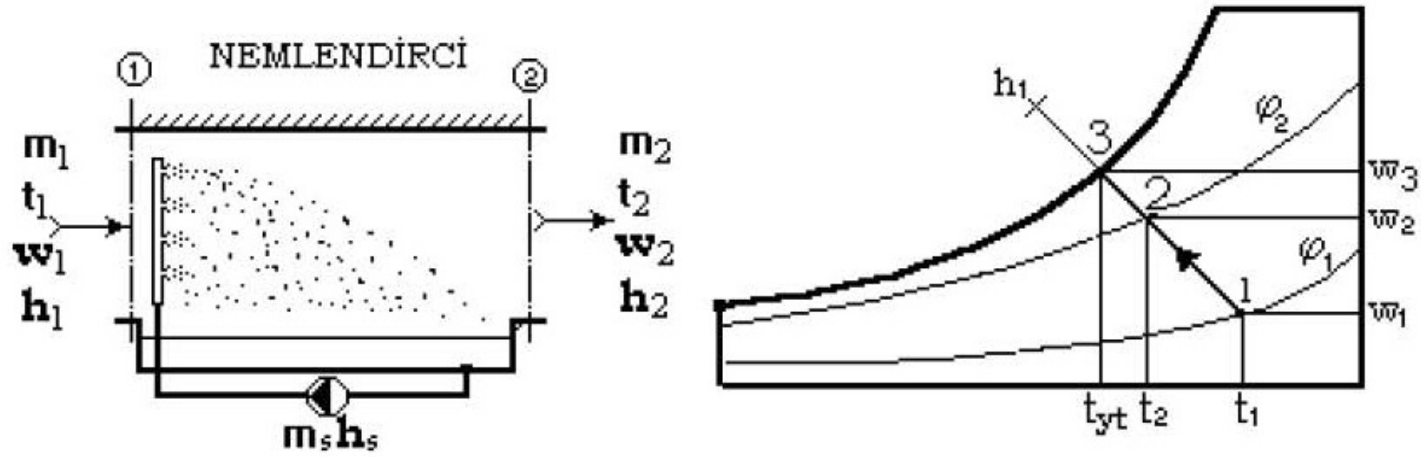 NEMLENDİRCİ
① ②
m₁
t₁
w₁
h₁
m₂
t₂
w₂
h₂
mₛhₛ
h₁
3
φ₂
w₃
2
w₂
φ₁
1
w₁
t_yt t₂ t₁